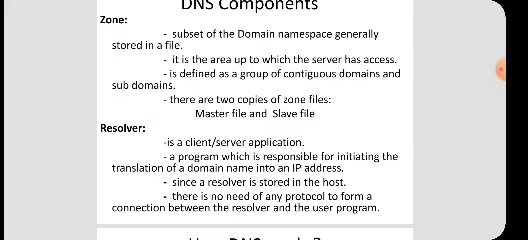 DNS Components
Zone:
- subset of the Domain namespace generally
stored in a file.
- it is the area up to which the server has access.
- is defined as a group of contiguous domains and
sub domains.
- there are two copies of zone files:
Master file and Slave file
Resolver:
-is a client/server application.
- a program which is responsible for initiating the
translation of a domain name into an IP address.
- since a resolver is stored in the host.
- there is no need of any protocol to form a
connection between the resolver and the user program.